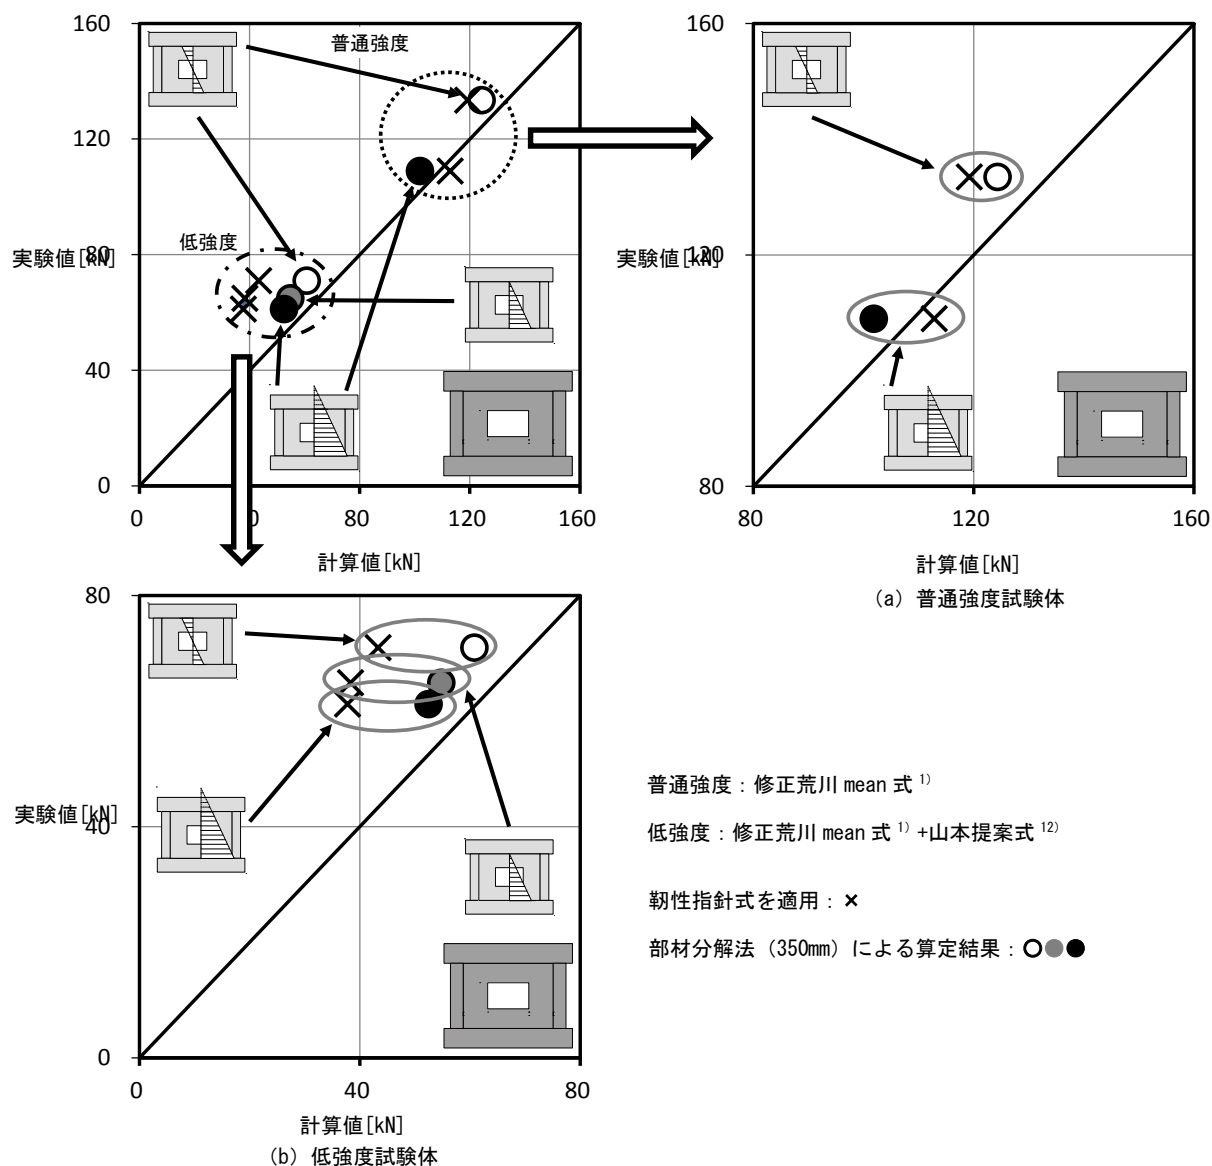 160
120
80
40
0
0
40
80
120
160
普通強度
低強度
実験値[kN]
計算値[kN]
160
120
80
80
120
160
実験値[kN]
計算値[kN]
(a) 普通強度試験体
80
40
0
0
40
80
実験値[kN]
計算値[kN]
(b) 低強度試験体
普通強度：修正荒川 mean 式 1)
低強度：修正荒川 mean 式 1) +山本提案式 12)
靭性指針式を適用：×
部材分解法（350mm）による算定結果：○●●